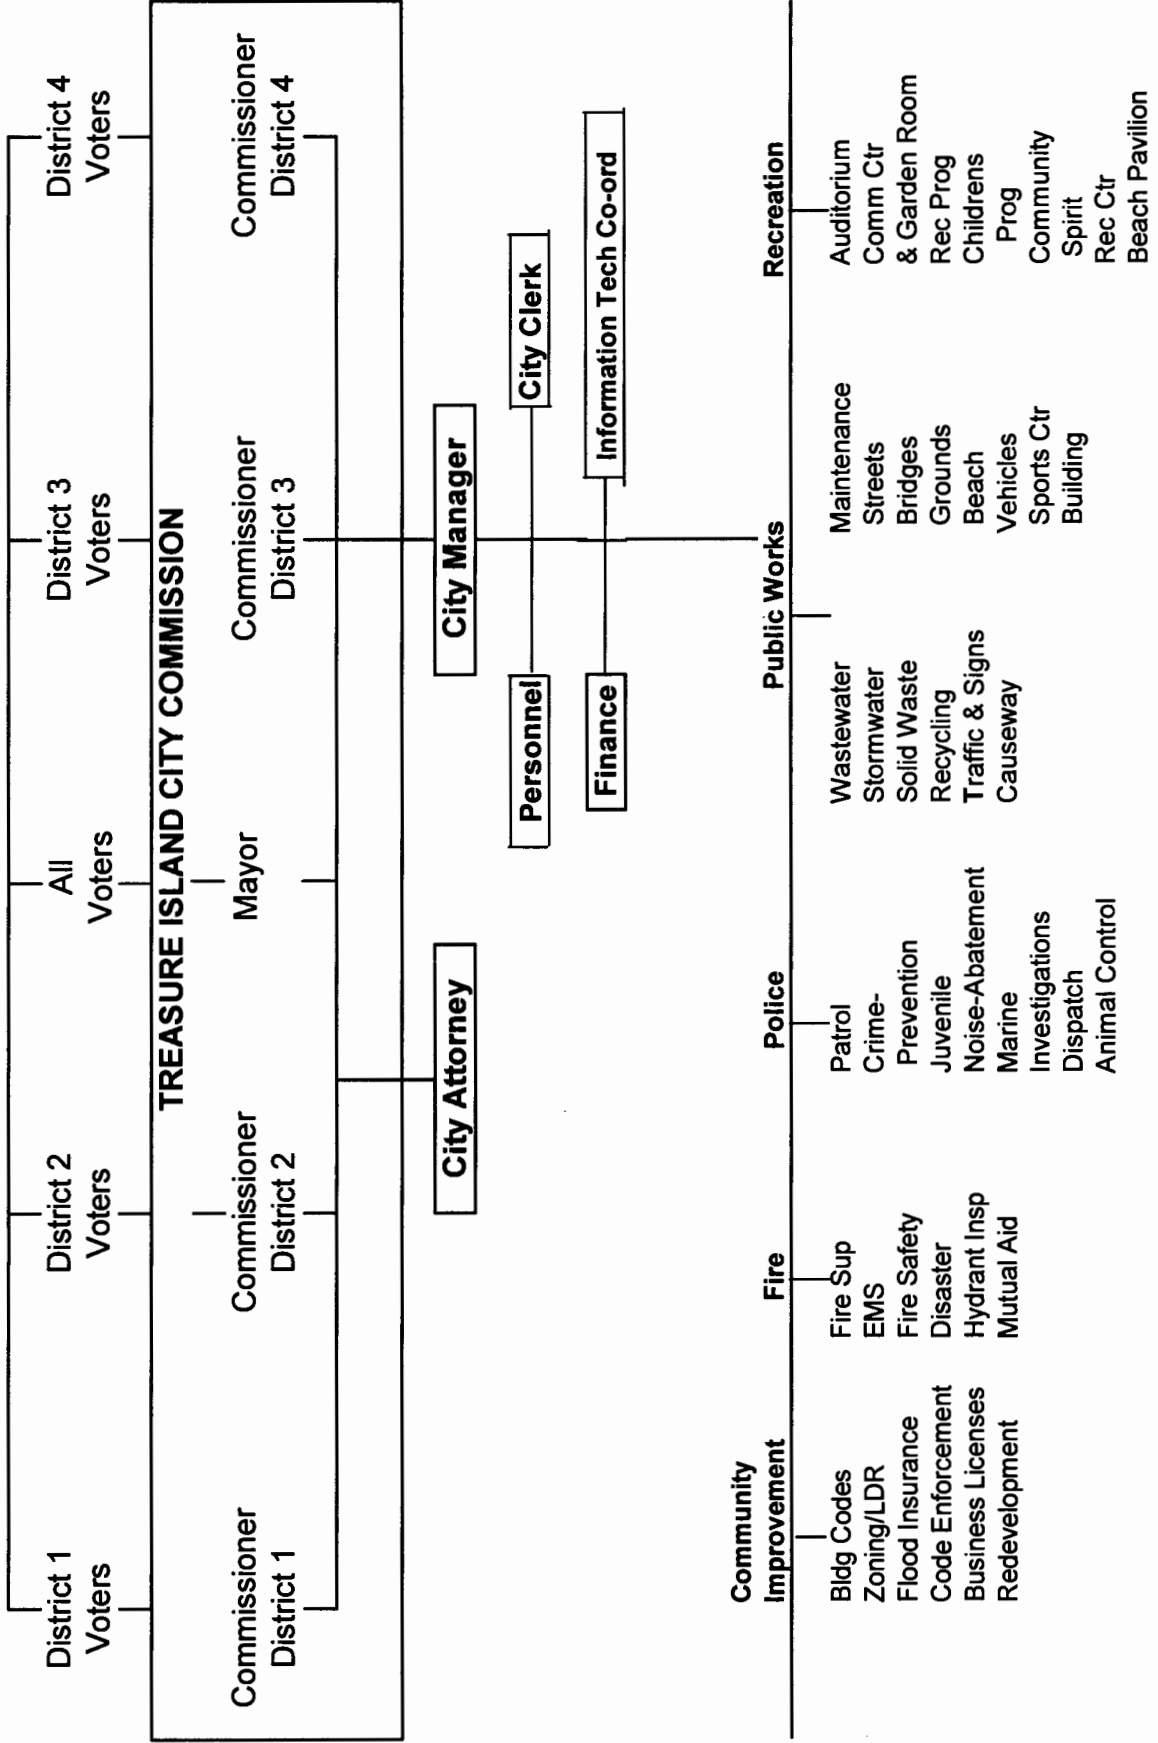 District 1
Voters
District 2
Voters
All
Voters
District 3
Voters
District 4
Voters
TREASURE ISLAND CITY COMMISSION
Commissioner
District 1
Commissioner
District 2
Mayor
Commissioner
District 3
Commissioner
District 4
City Attorney
City Manager
Personnel
City Clerk
Finance
Information Tech Co-ord
Community
Improvement
Bldg Codes
Zoning/LDR
Flood Insurance
Code Enforcement
Business Licenses
Redevelopment
Fire
Fire Sup
EMS
Fire Safety
Disaster
Hydrant Insp
Mutual Aid
Police
Patrol
Crime-
Prevention
Juvenile
Noise-Abatement
Marine
Investigations
Dispatch
Animal Control
Public Works
Wastewater
Stormwater
Solid Waste
Recycling
Traffic & Signs
Causeway
Maintenance
Streets
Bridges
Grounds
Beach
Vehicles
Sports Ctr
Building
Recreation
Auditorium
Comm Ctr
& Garden Room
Rec Prog
Childrens
Prog
Community
Spirit
Rec Ctr
Beach Pavilion